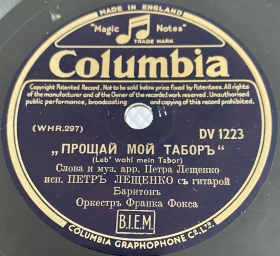 MADE IN ENGLAND
"Magic Notes"
TRADE MARK
Columbia
Copyright Patented Record. Not to be sold below price fixed by Patentees. All rights
of the manufacturer and of the Owner of the recorded work reserved. Unauthorised
public performance, broadcasting and copying of this record prohibited.
(WHR.297)
DV 1223
„ПРОЩАЙ МОЙ ТАБОРЪ“
(Leb' wohl mein Tabor)
Слова и муз. арр. Петра Лещенко
исп. ПЕТРЪ ЛЕЩЕНКО съ гитарой
Баритонъ
Оркестръ Франка Фокса
B.I.E.M.
COLUMBIA GRAPHOPHONE Co. Ltd.